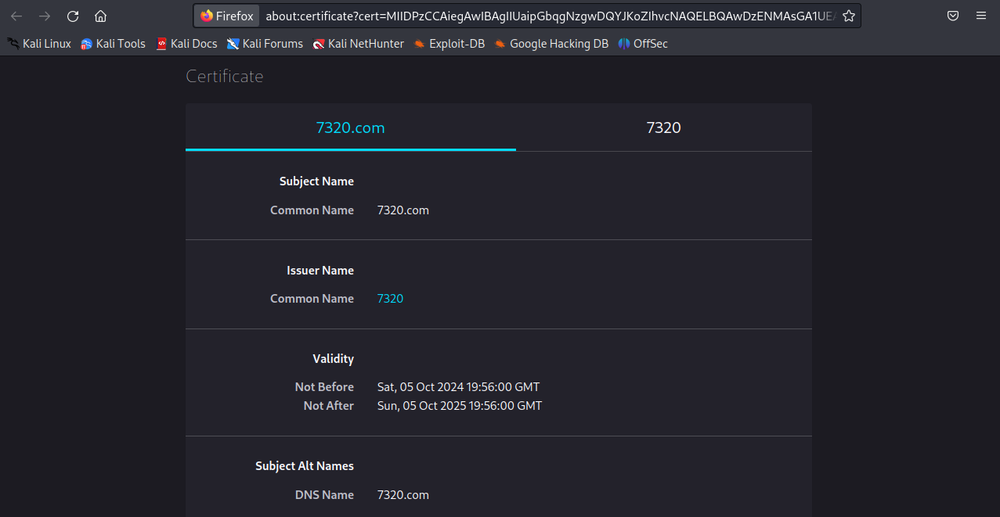 Firefox about:certificate?cert=MIIDPzCCAiegAwIBAgIIUaipGbqgNzgwDQYJKoZIhvcNAQELBQAwDzENMAsGA1UEA
Kali Linux Kali Tools Kali Docs Kali Forums Kali NetHunter Exploit-DB Google Hacking DB OffSec
Certificate
7320.com 7320
Subject Name
Common Name 7320.com
Issuer Name
Common Name 7320
Validity
Not Before Sat, 05 Oct 2024 19:56:00 GMT
Not After Sun, 05 Oct 2025 19:56:00 GMT
Subject Alt Names
DNS Name 7320.com